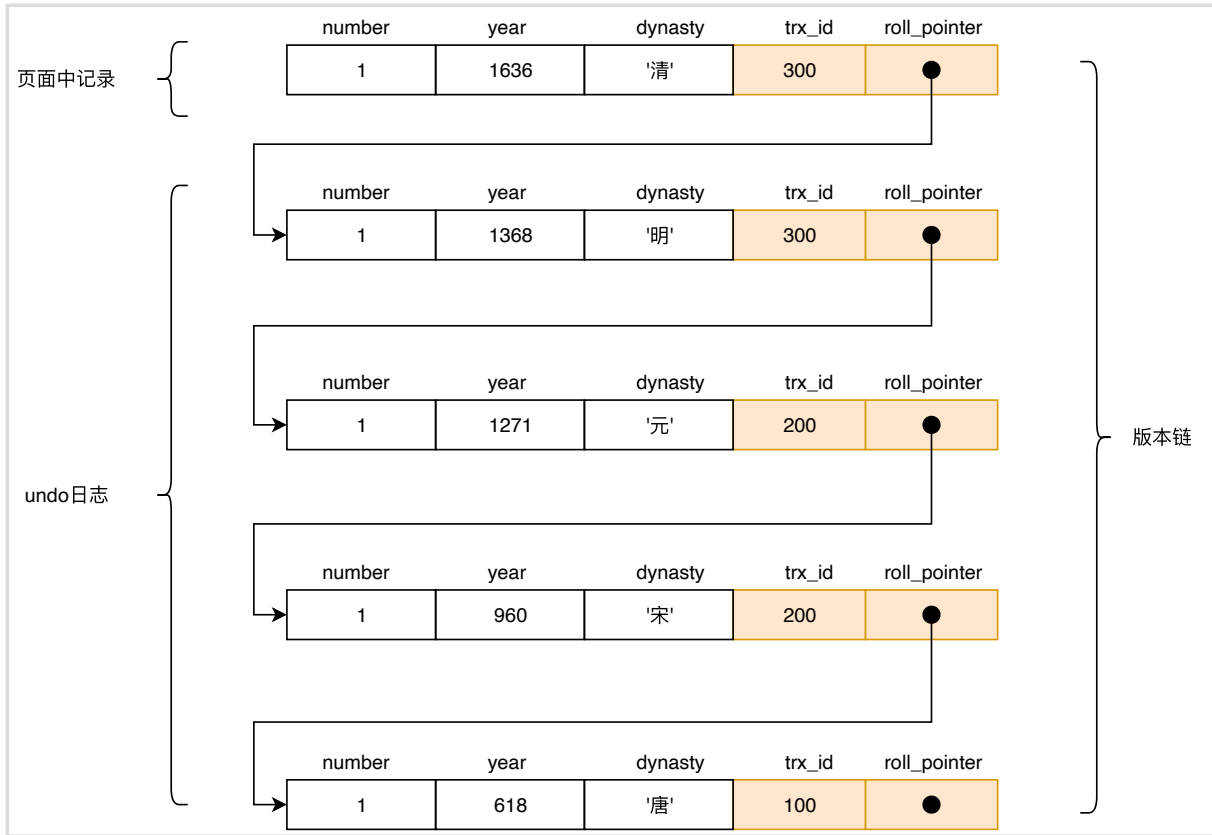 number year dynasty trx_id roll_pointer
页面中记录
1 1636 '清' 300
number year dynasty trx_id roll_pointer
1 1368 '明' 300
number year dynasty trx_id roll_pointer
1 1271 '元' 200
版本链
undo日志
number year dynasty trx_id roll_pointer
1 960 '宋' 200
number year dynasty trx_id roll_pointer
1 618 '唐' 100